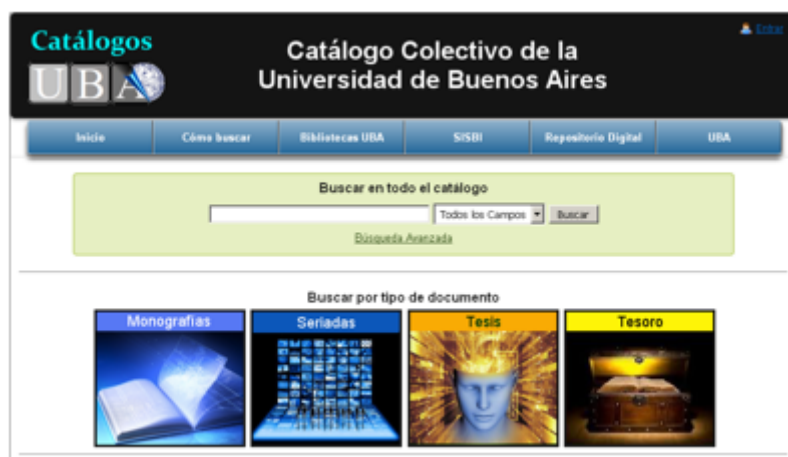 Catálogos
UBA
Catálogo Colectivo de la
Universidad de Buenos Aires
Entrar
Inicio
Cómo buscar
Bibliotecas UBA
SISBI
Repositorio Digital
UBA
Buscar en todo el catálogo
Todos los Campos
Buscar
Búsqueda Avanzada
Buscar por tipo de documento
Monografias
Seriadas
Tesis
Tesoro